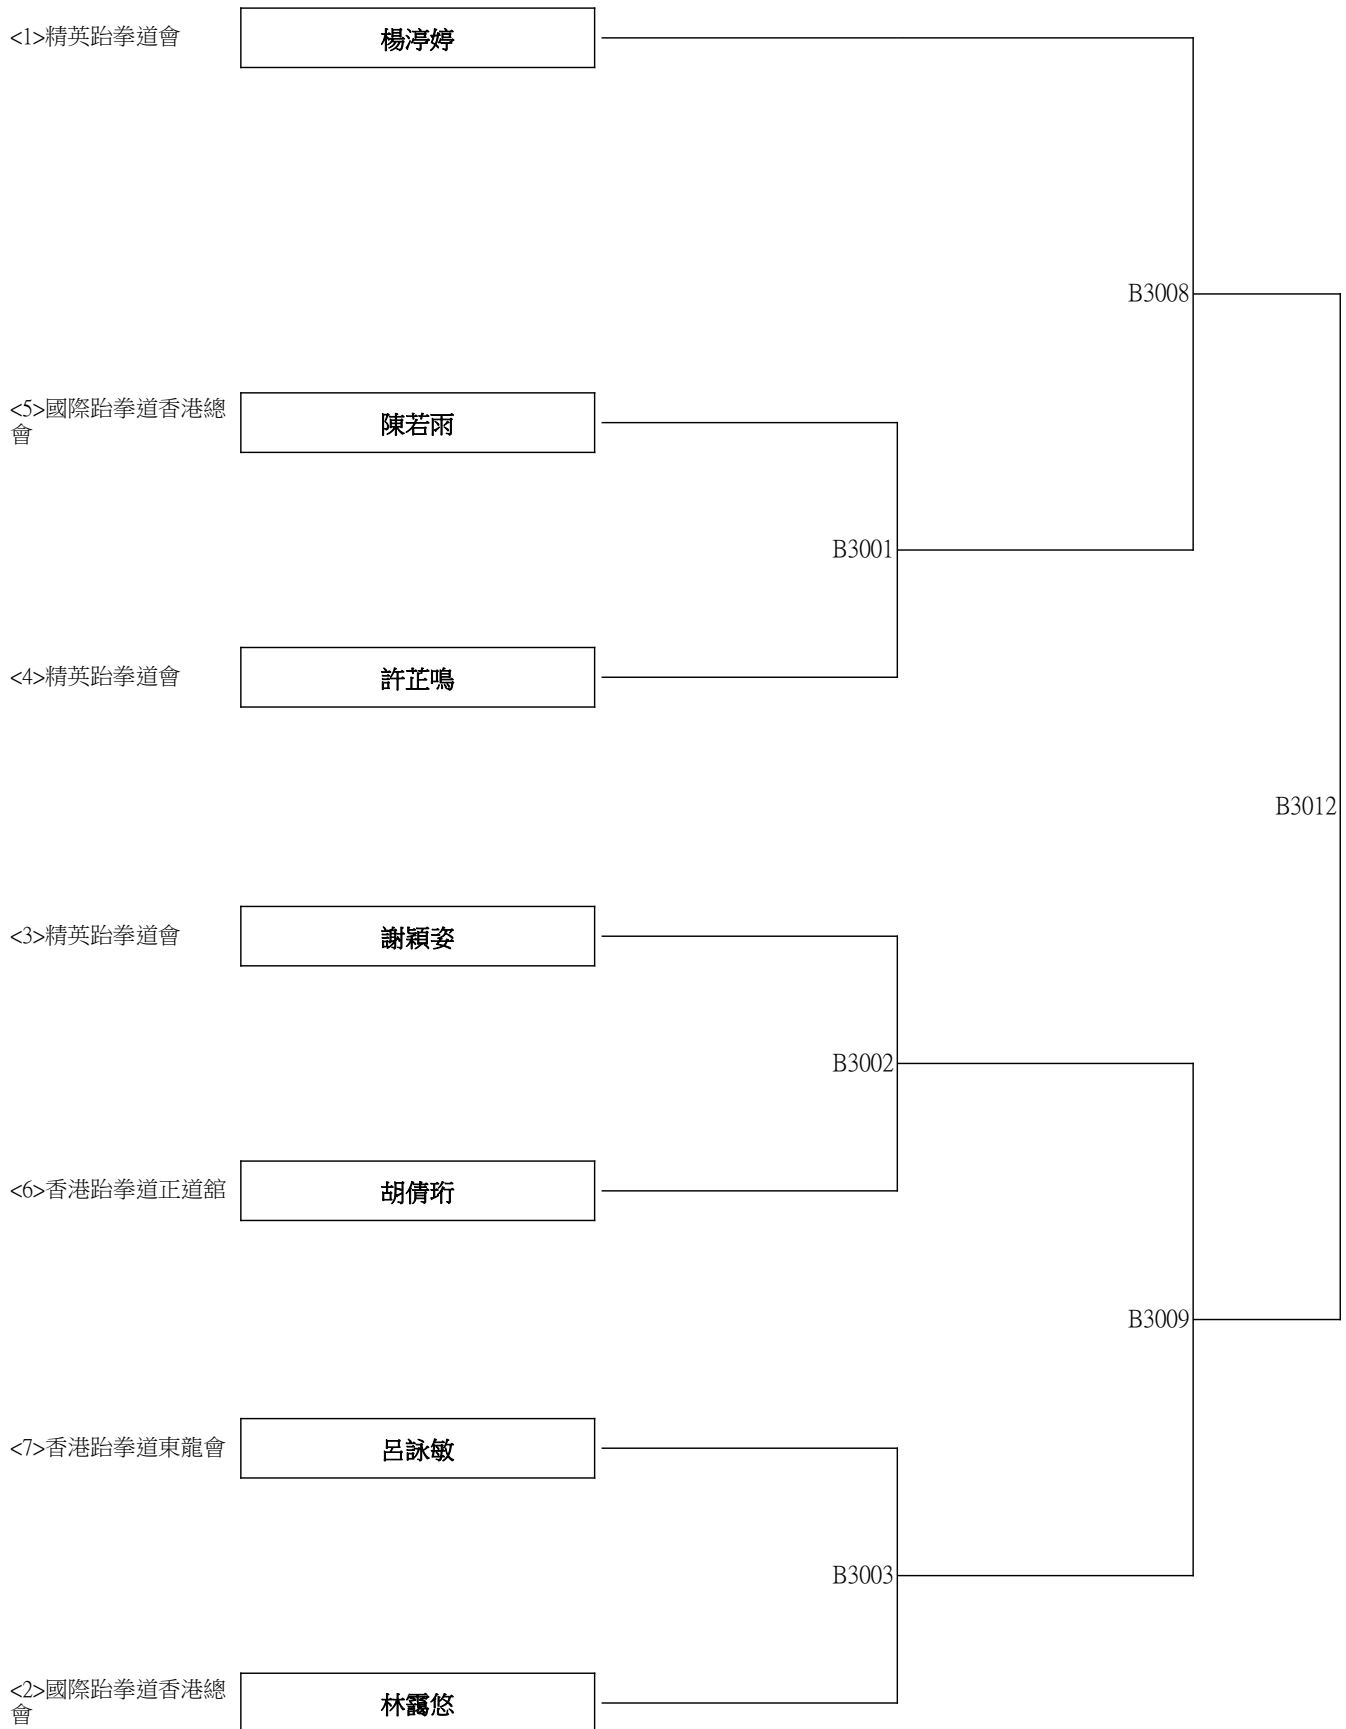 <1>精英跆拳道會
楊渟婷
B3008
<5>國際跆拳道香港總
會
陳若雨
B3001
<4>精英跆拳道會
許芷鳴
B3012
<3>精英跆拳道會
謝穎姿
B3002
<6>香港跆拳道正道舘
胡倩珩
B3009
<7>香港跆拳道東龍會
呂詠敏
B3003
<2>國際跆拳道香港總
會
林靄悠